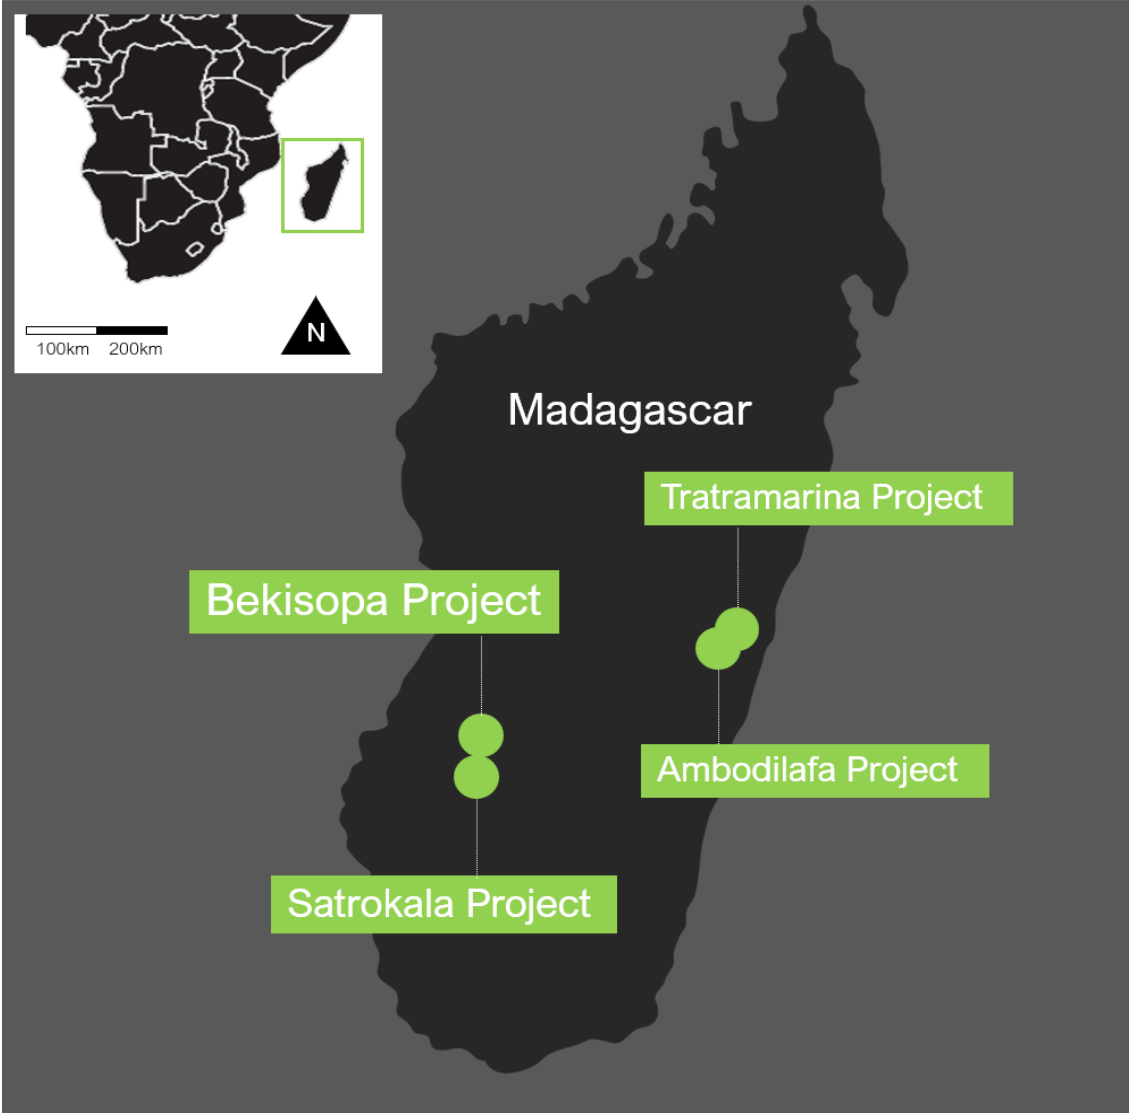 N
100km 200km
Madagascar
Tratramarina Project
Bekisopa Project
Ambodilafa Project
Satrokala Project